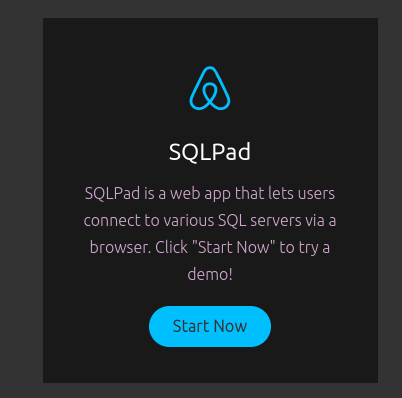 SQLPad
SQLPad is a web app that lets users
connect to various SQL servers via a
browser. Click "Start Now" to try a
demo!
Start Now